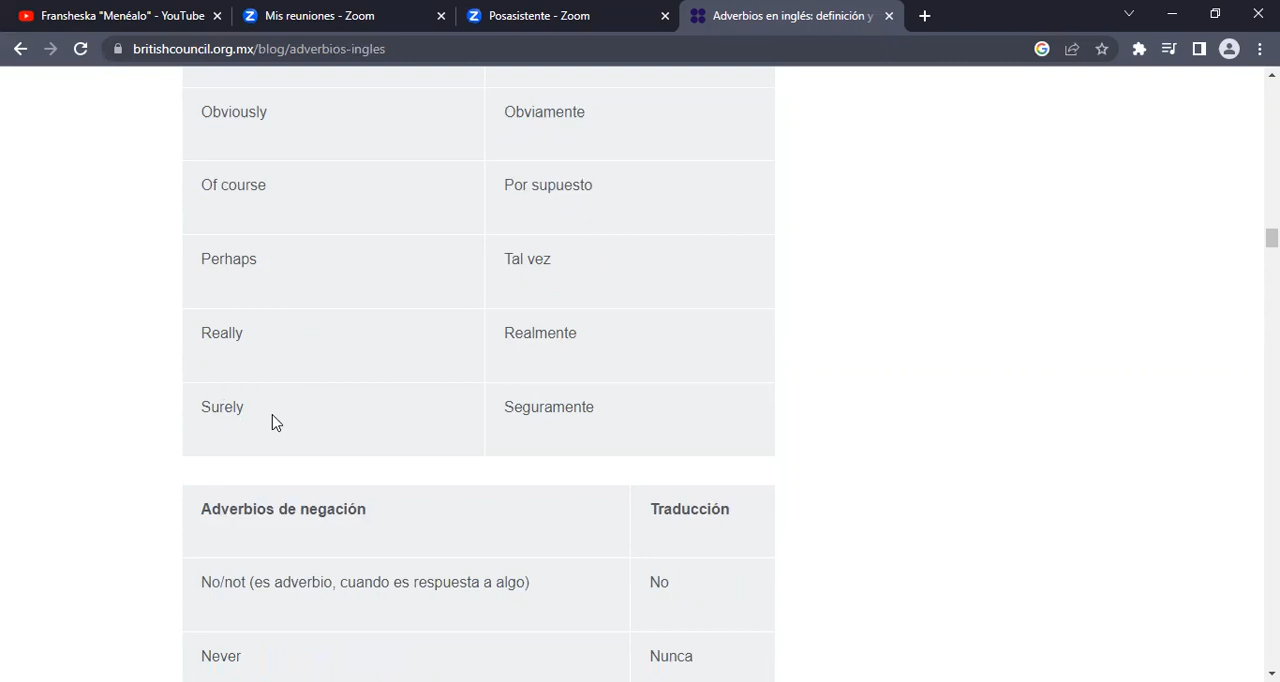 Fransheska "Menéalo" - YouTube
Mis reuniones - Zoom
Posasistente - Zoom
Adverbios en inglés: definición y
britishcouncil.org.mx/blog/adverbios-ingles
Obviously Obviamente
Of course Por supuesto
Perhaps Tal vez
Really Realmente
Surely Seguramente
Adverbios de negación Traducción
No/not (es adverbio, cuando es respuesta a algo) No
Never Nunca